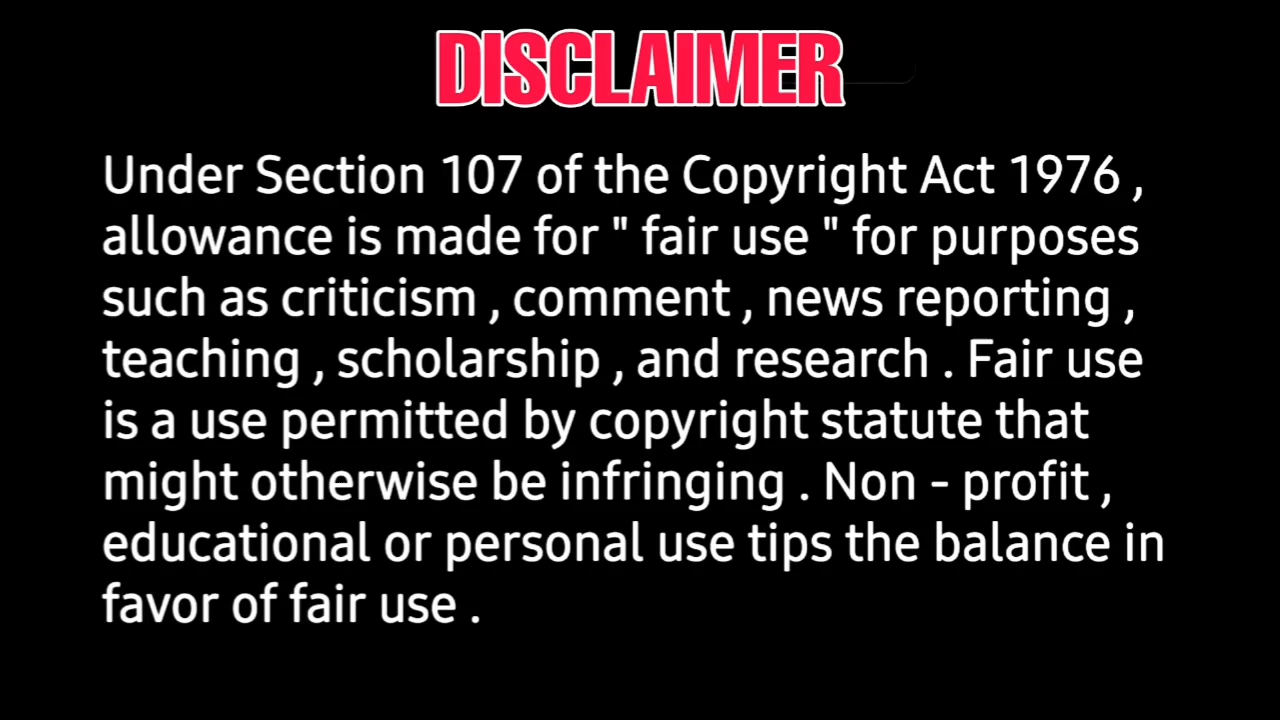 DISCLAIMER
Under Section 107 of the Copyright Act 1976 ,
allowance is made for " fair use " for purposes
such as criticism , comment , news reporting ,
teaching , scholarship , and research . Fair use
is a use permitted by copyright statute that
might otherwise be infringing . Non - profit ,
educational or personal use tips the balance in
favor of fair use .